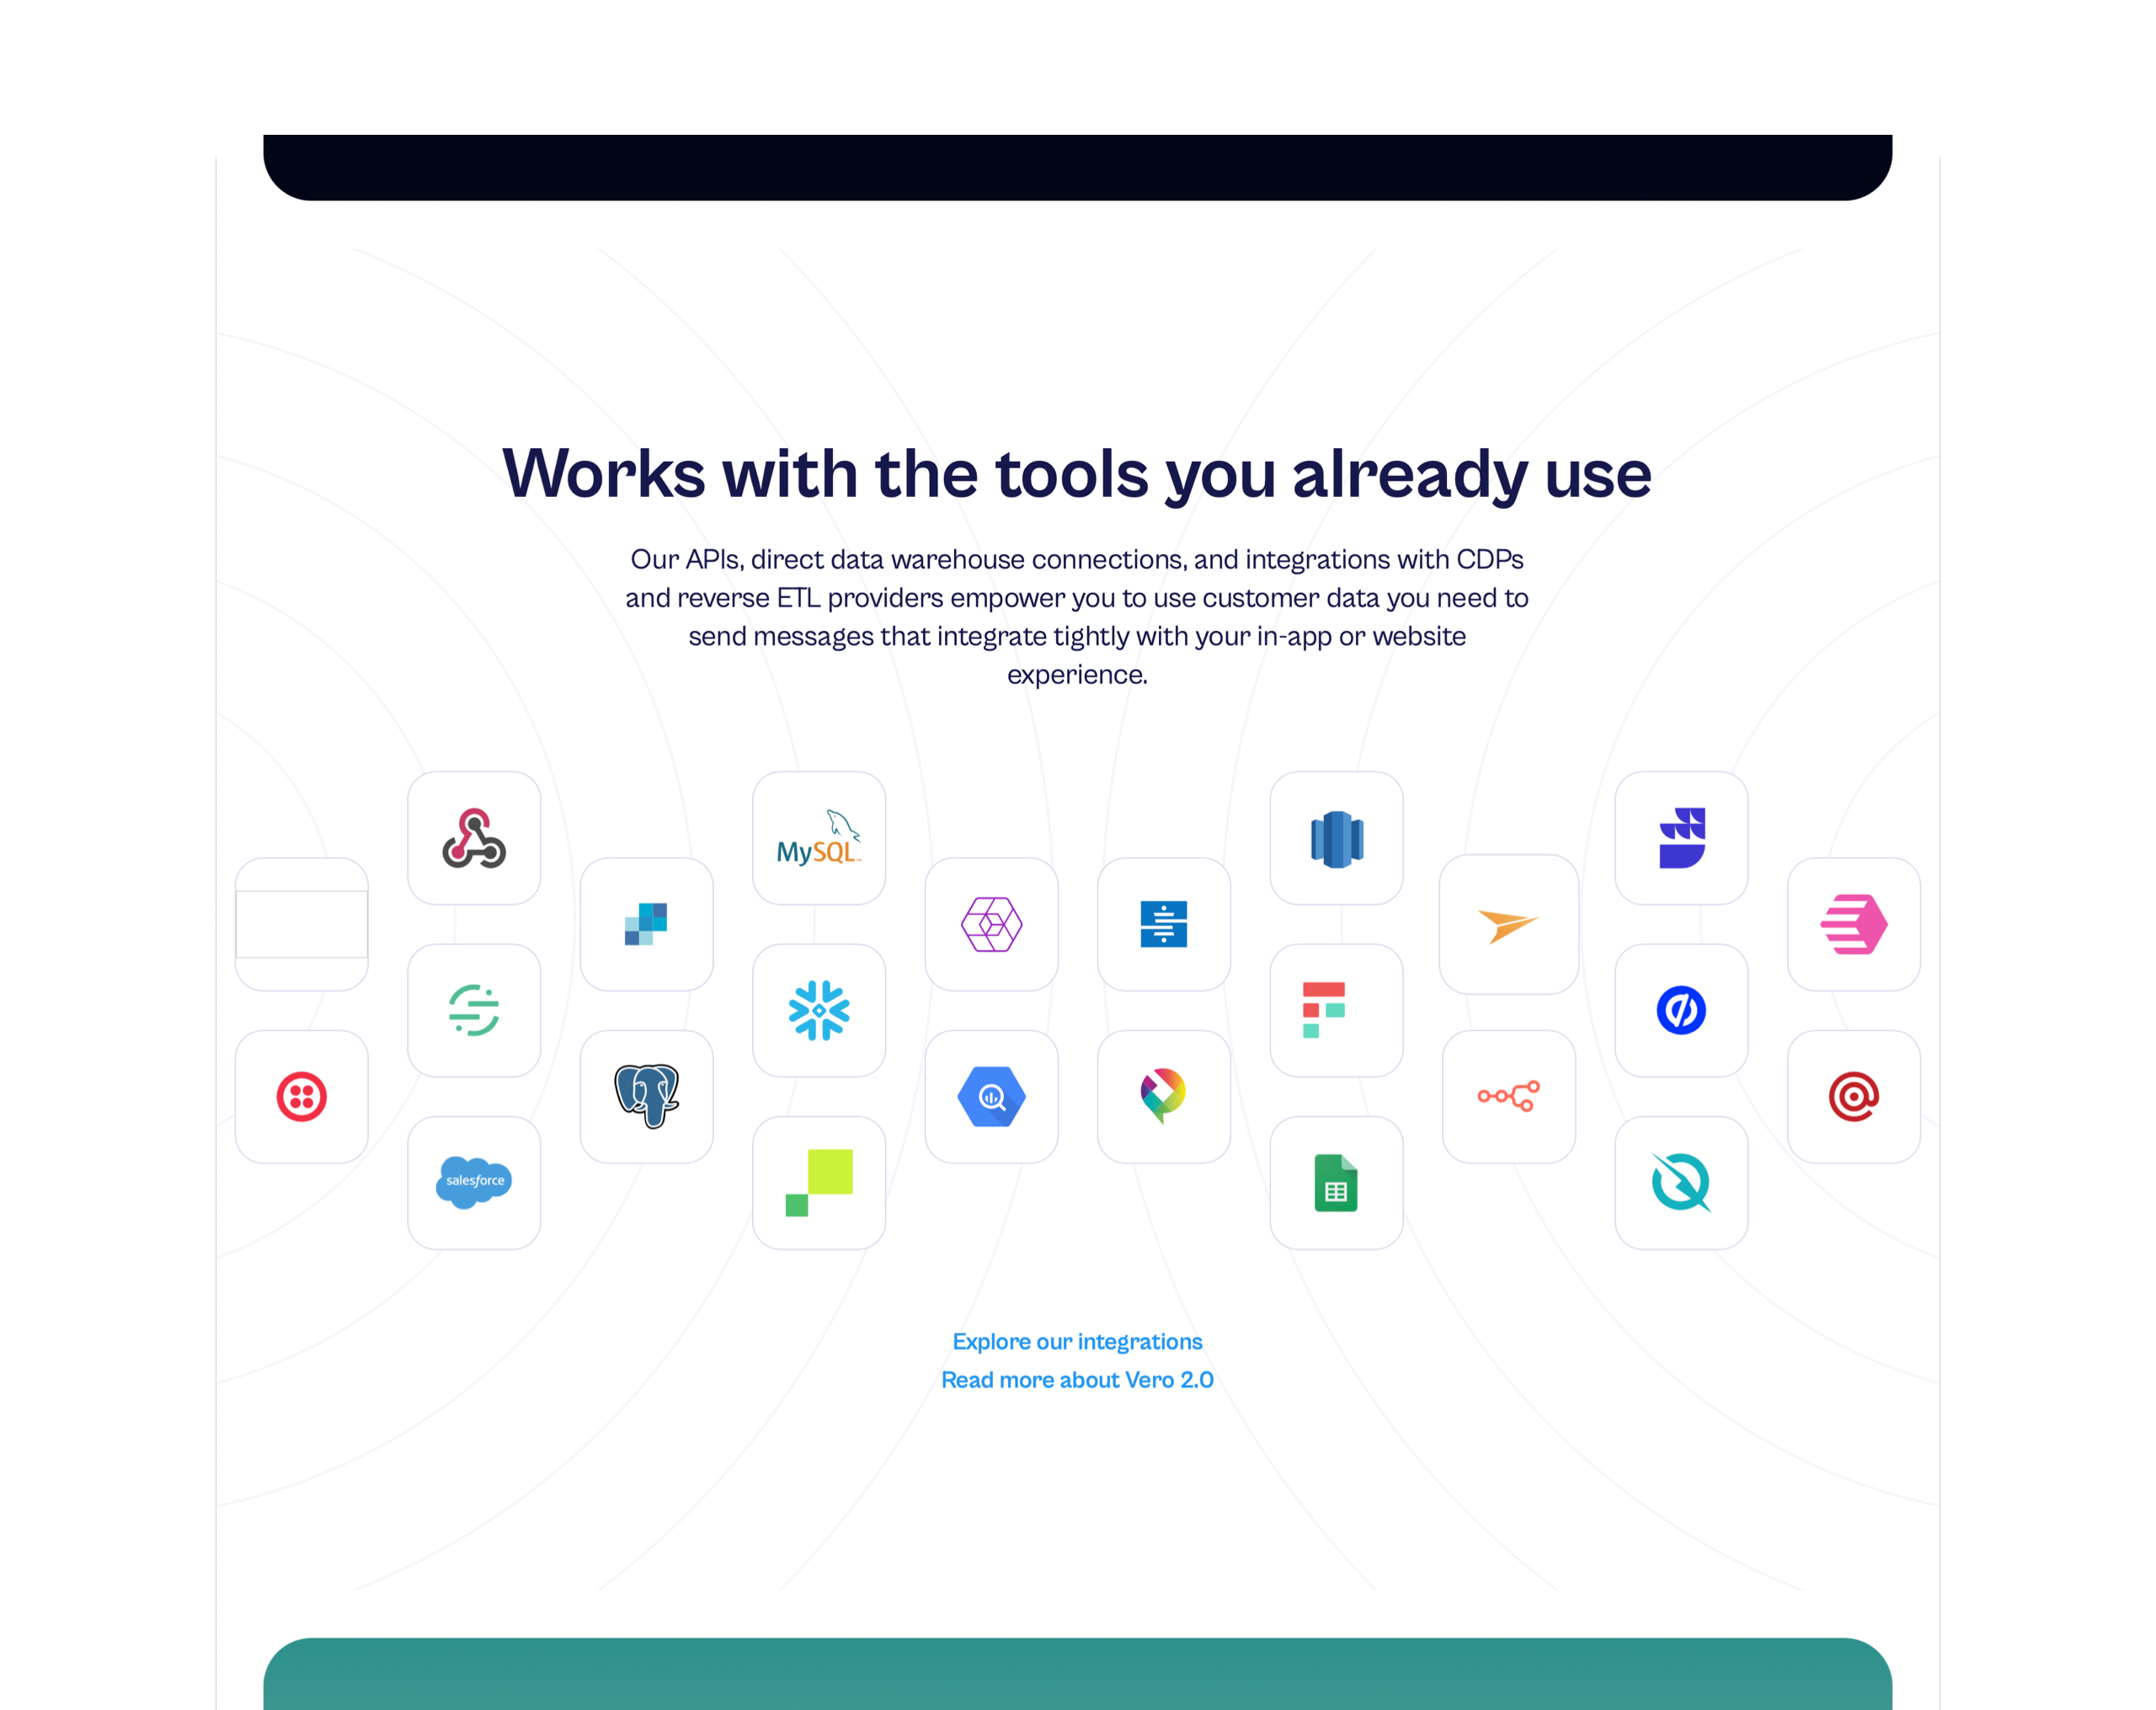 Works with the tools you already use
Our APIs, direct data warehouse connections, and integrations with CDPs
and reverse ETL providers empower you to use customer data you need to
send messages that integrate tightly with your in-app or website
experience.
MySQL
salesforce
Explore our integrations
Read more about Vero 2.0